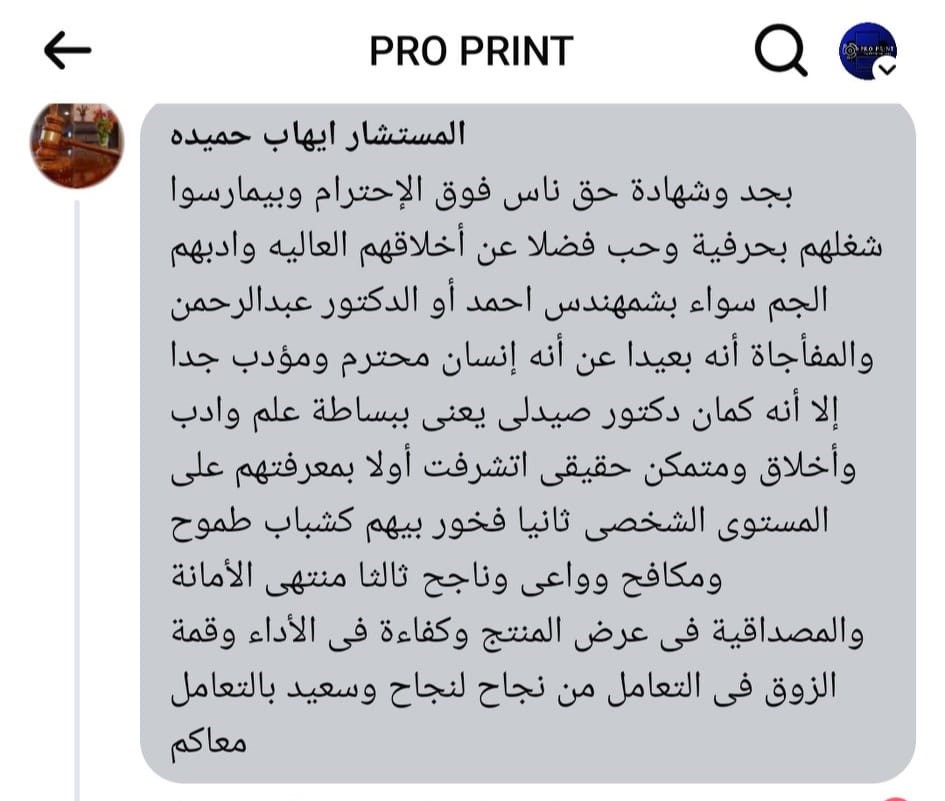 PRO PRINT
المستشار ايهاب حميده
بجد وشهادة حق ناس فوق الإحترام وبيمارسوا
شغلهم بحرفية وحب فضلا عن أخلاقهم العاليه وادبهم
الجم سواء بشمهندس احمد أو الدكتور عبدالرحمن
والمفأجاة أنه بعيدا عن أنه إنسان محترم ومؤدب جدا
إلا أنه كمان دكتور صيدلى يعنى ببساطة علم وادب
وأخلاق ومتمكن حقيقى اتشرفت أولا بمعرفتهم على
المستوى الشخصى ثانيا فخور بيهم كشباب طموح
ومكافح وواعى وناجح ثالثا منتهى الأمانة
والمصداقية فى عرض المنتج وكفاءة فى الأداء وقمة
الزوق فى التعامل من نجاح لنجاح وسعيد بالتعامل
معاكم